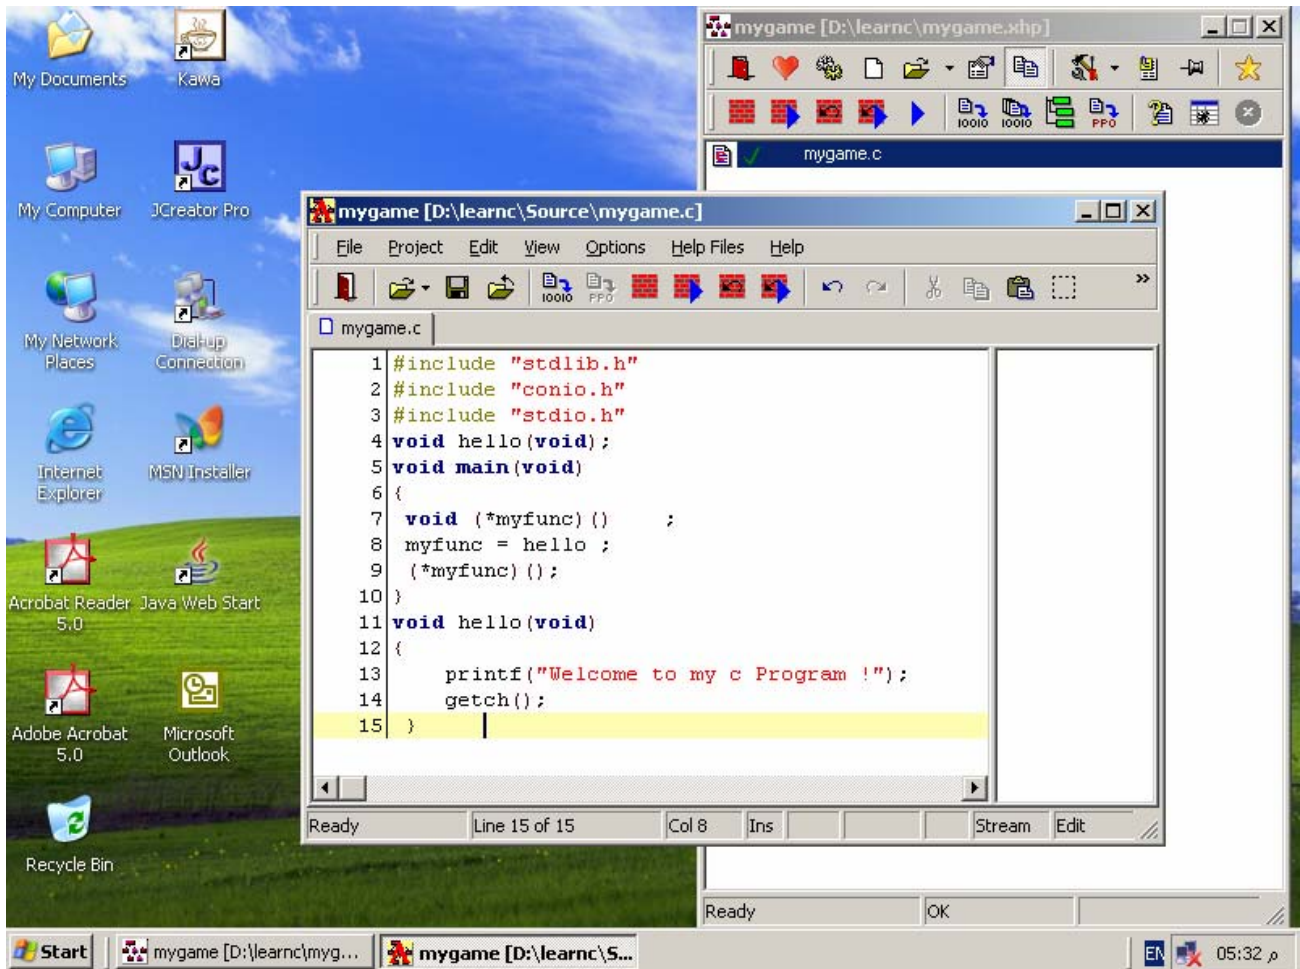 My Documents
Kawa
My Computer
JCreator Pro
My Network
Places
Dial-up
Connection
Internet
Explorer
MSN Installer
Acrobat Reader
5.0
Java Web Start
Adobe Acrobat
5.0
Microsoft
Outlook
Recycle Bin
mygame [D:\learnc\mygame.xhp]
10010
10010
PPO
mygame.c
mygame [D:\learnc\Source\mygame.c]
File Project Edit View Options Help Files Help
10010
PPO
mygame.c
1 #include "stdlib.h"
2 #include "conio.h"
3 #include "stdio.h"
4 void hello(void);
5 void main(void)
6 {
7 void (*myfunc)() ;
8 myfunc = hello ;
9 (*myfunc)();
10 }
11 void hello(void)
12 {
13 printf("Welcome to my c Program !");
14 getch();
15 }
Ready Line 15 of 15 Col 8 Ins Stream Edit
Ready OK
Start mygame [D:\learnc\myg... mygame [D:\learnc\S... EN 05:32 م